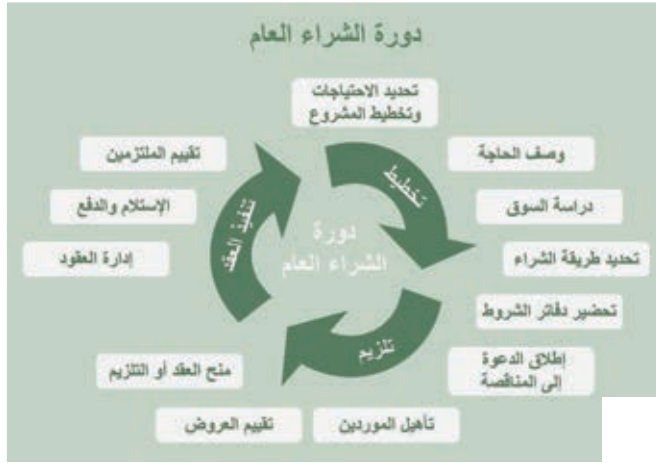 دورة الشراء العام
تحديد الاحتياجات
وتخطيط المشروع
وصف الحاجة
دراسة السوق
تحديد طريقة الشراء
تحضير دفاتر الشروط
إطلاق الدعوة
إلى المناقصة
تأهيل الموردين
تقييم العروض
منح العقد أو التلزيم
إدارة العقود
الإستلام والدفع
تقييم الملتزمين
تخطيط
تلزيم
تنفيذ العقد
دورة
الشراء العام